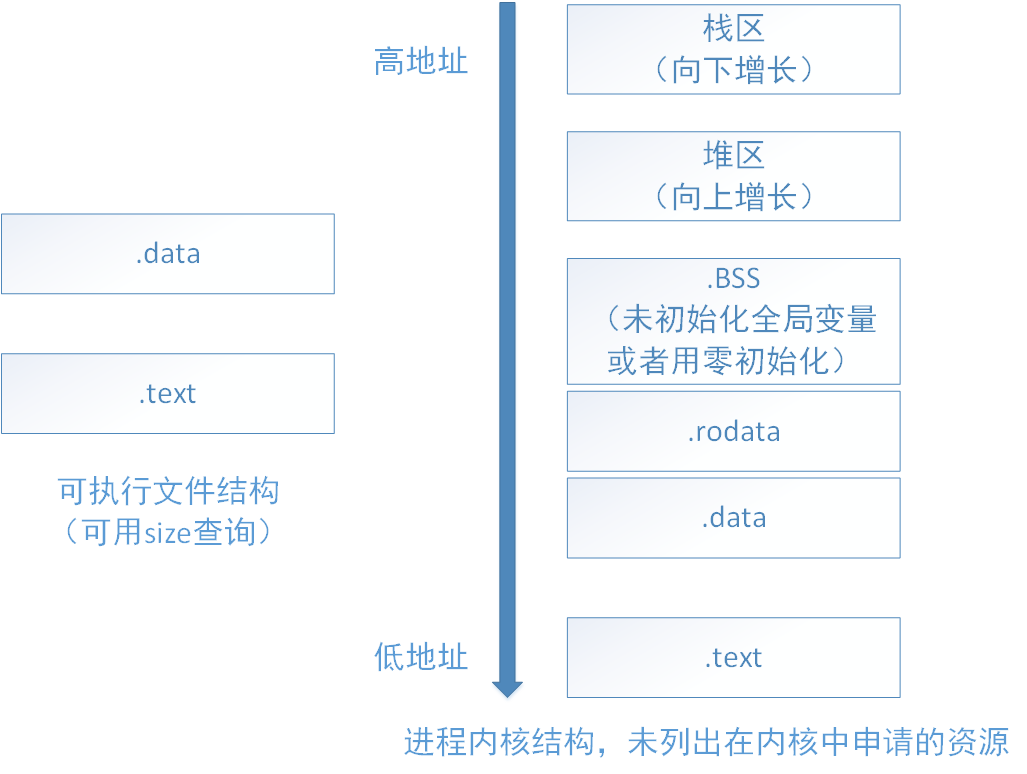 高地址
栈区
（向下增长）
堆区
（向上增长）
.data
.BSS
（未初始化全局变量
或者用零初始化）
.text
.rodata
可执行文件结构
（可用size查询）
.data
低地址
.text
进程内核结构，未列出在内核中申请的资源